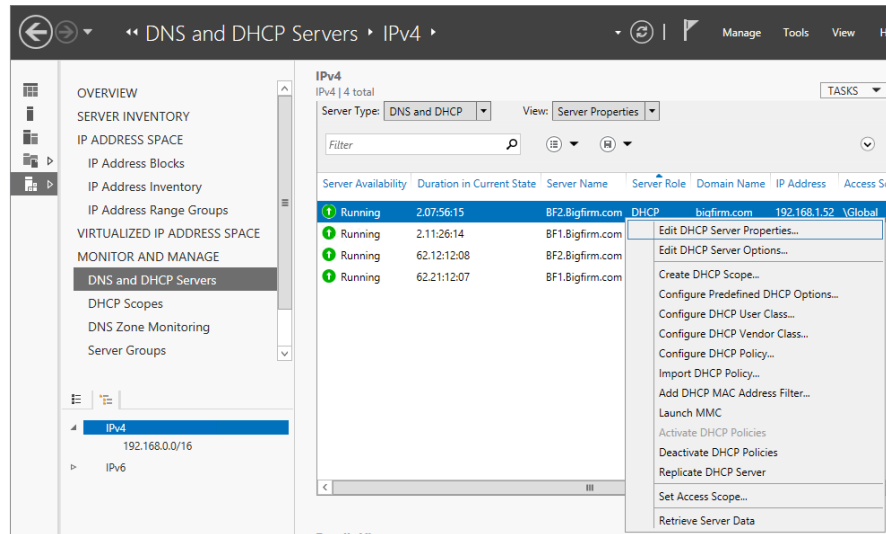 DNS and DHCP Servers ‣ IPv4 ‣
Manage Tools View H
OVERVIEW
SERVER INVENTORY
IP ADDRESS SPACE
IP Address Blocks
IP Address Inventory
IP Address Range Groups
VIRTUALIZED IP ADDRESS SPACE
MONITOR AND MANAGE
DNS and DHCP Servers
DHCP Scopes
DNS Zone Monitoring
Server Groups
IPv4
192.168.0.0/16
IPv6
IPv4
IPv4 | 4 total
TASKS
Server Type: DNS and DHCP View: Server Properties
Filter
Server Availability Duration in Current State Server Name Server Role Domain Name IP Address Access Sc
Running 2.07:56:15 BF2.Bigfirm.com DHCP bigfirm.com 192.168.1.52 \Global
Running 2.11:26:14 BF1.Bigfirm.com
Running 62.12:12:08 BF2.Bigfirm.com
Running 62.21:12:07 BF1.Bigfirm.com
Edit DHCP Server Properties...
Edit DHCP Server Options...
Create DHCP Scope...
Configure Predefined DHCP Options...
Configure DHCP User Class...
Configure DHCP Vendor Class...
Configure DHCP Policy...
Import DHCP Policy...
Add DHCP MAC Address Filter...
Launch MMC
Activate DHCP Policies
Deactivate DHCP Policies
Replicate DHCP Server
Set Access Scope...
Retrieve Server Data